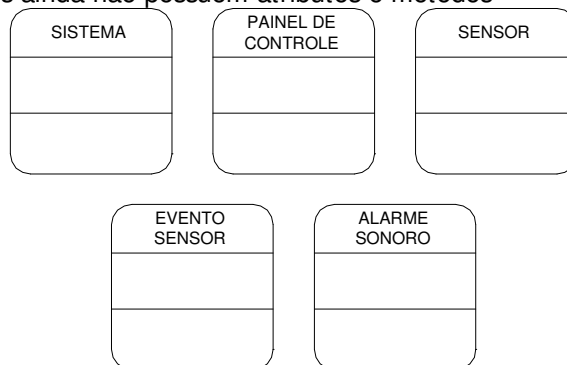 ainda não possuem atributos e métodos
SISTEMA
PAINEL DE
CONTROLE
SENSOR
EVENTO
SENSOR
ALARME
SONORO